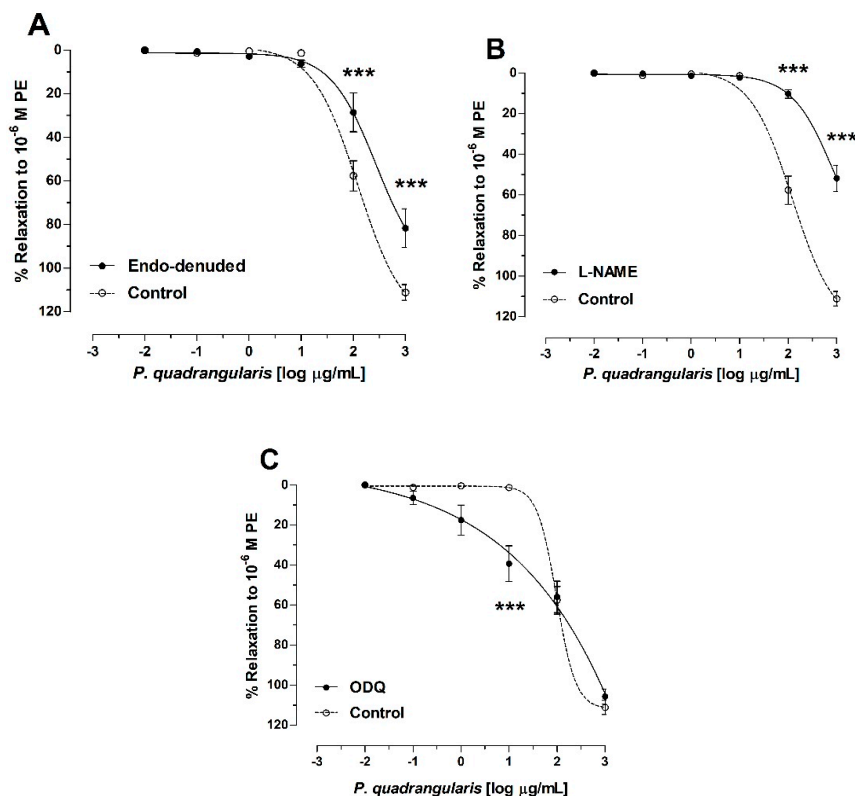 A
% Relaxation to 10⁻⁶ M PE
0
20
40
60
80
100
120
***
***
Endo-denuded
Control
-3 -2 -1 0 1 2 3
P. quadrangularis [log µg/mL]
B
% Relaxation to 10⁻⁶ M PE
0
20
40
60
80
100
120
***
***
L-NAME
Control
-3 -2 -1 0 1 2 3
P. quadrangularis [log µg/mL]
C
% Relaxation to 10⁻⁶ M PE
0
20
40
60
80
100
120
***
ODQ
Control
-3 -2 -1 0 1 2 3
P. quadrangularis [log µg/mL]